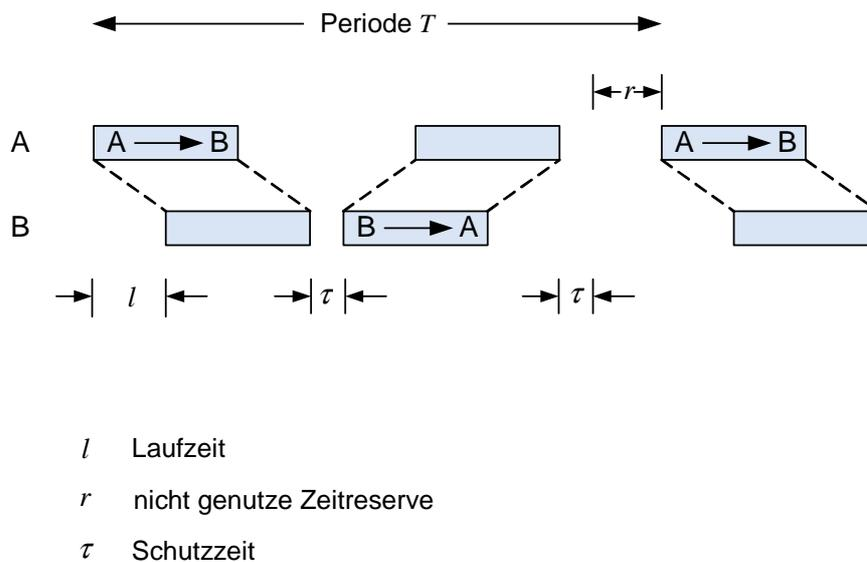 Periode T
r
A
A B
A B
B
B A
l
τ
τ
l Laufzeit
r nicht genutze Zeitreserve
τ Schutzzeit